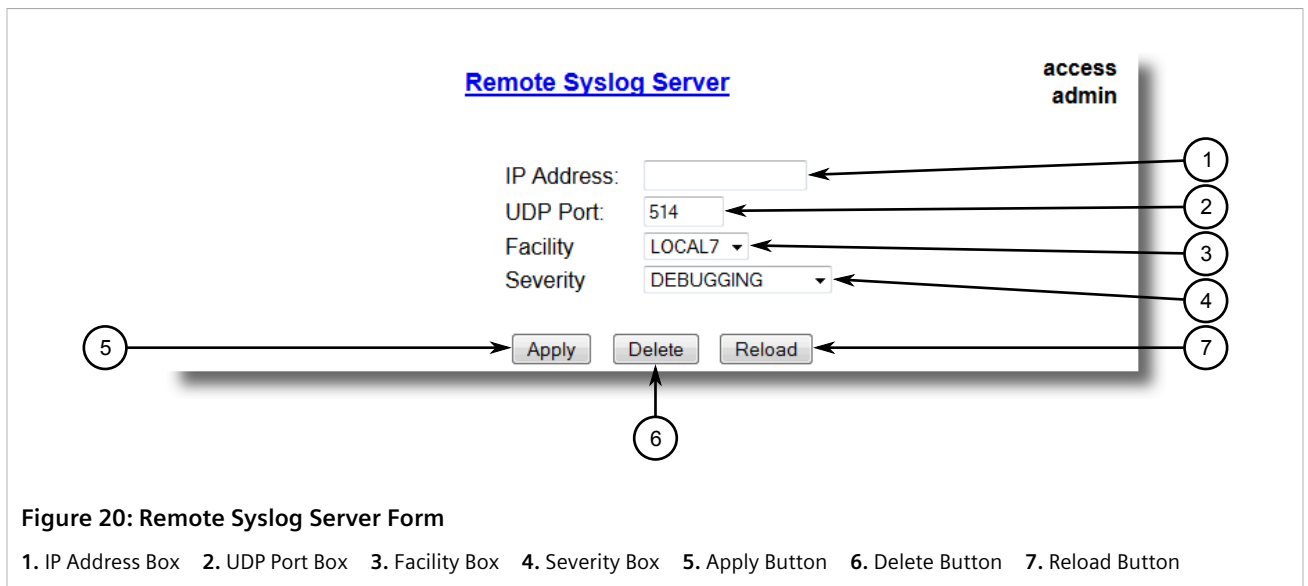 Remote Syslog Server
access
admin
IP Address:
1
UDP Port: 514
2
Facility LOCAL7
3
Severity DEBUGGING
4
5
Apply Delete Reload
7
6
Figure 20: Remote Syslog Server Form
1. IP Address Box 2. UDP Port Box 3. Facility Box 4. Severity Box 5. Apply Button 6. Delete Button 7. Reload Button